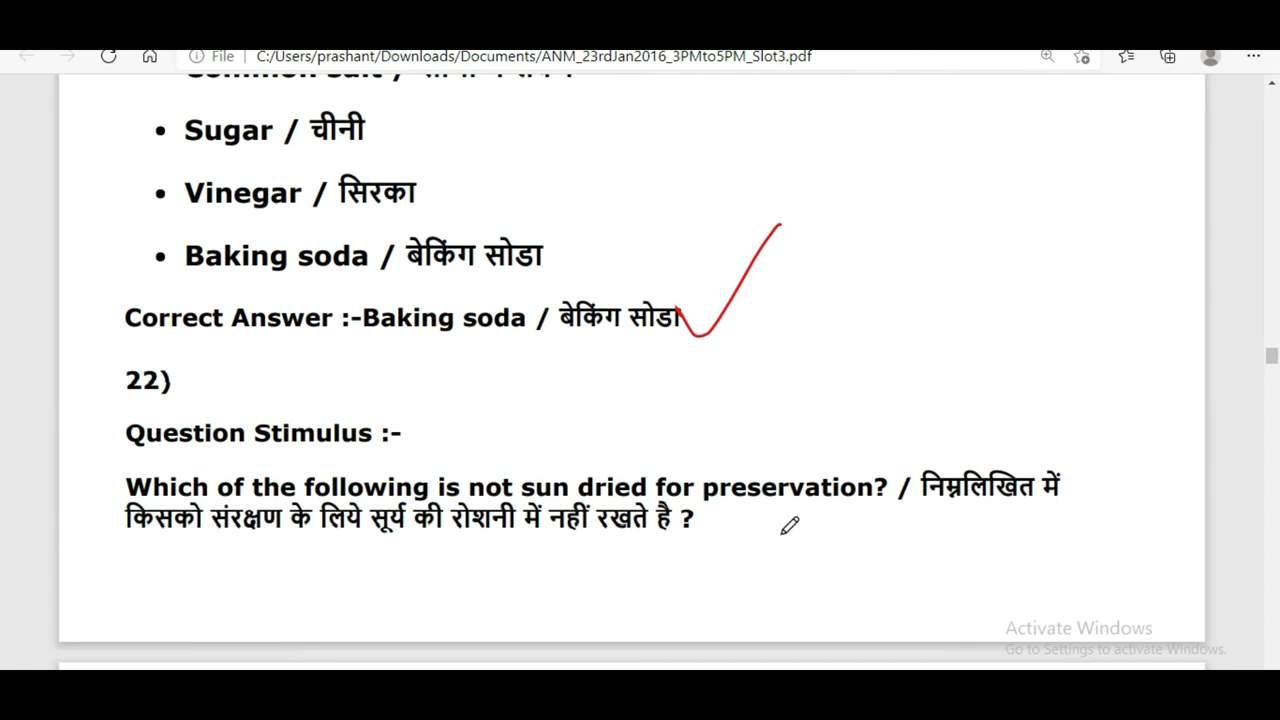 File | C:/Users/prashant/Downloads/Documents/ANM_23rdJan2016_3PMto5PM_Slot3.pdf
Common salt /
• Sugar / चीनी
• Vinegar / सिरका
• Baking soda / बेकिंग सोडा
Correct Answer :-Baking soda / बेकिंग सोडा
22)
Question Stimulus :-
Which of the following is not sun dried for preservation? / निम्नलिखित में
किसको संरक्षण के लिये सूर्य की रोशनी में नहीं रखते है ?
Activate Windows
Go to Settings to activate Windows.